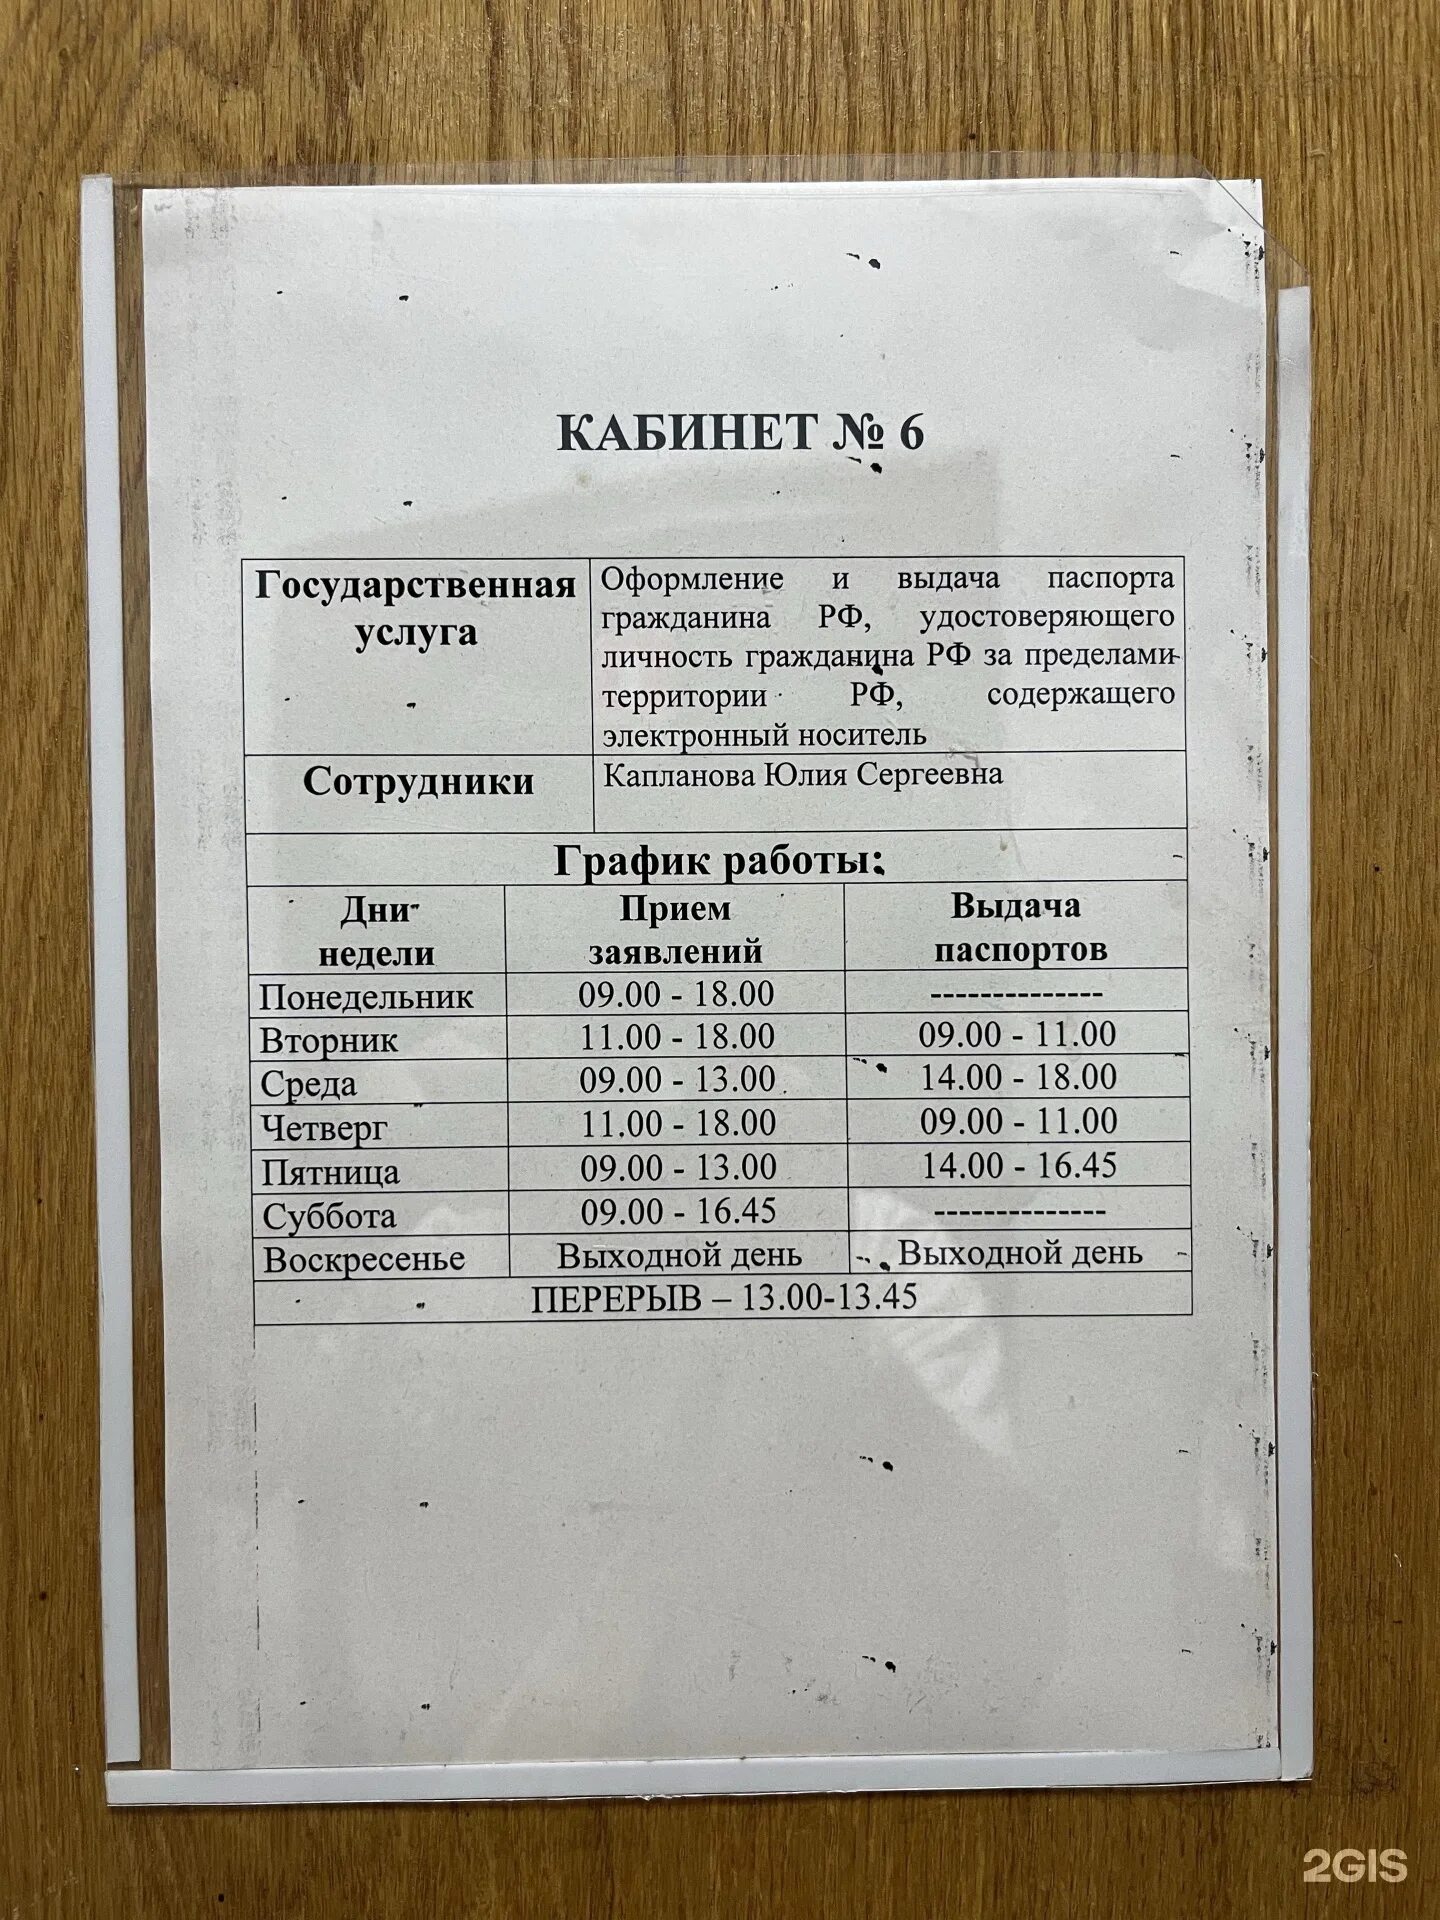 КАБИНЕТ № 6
Государственная
услуга
Оформление и выдача паспорта
гражданина РФ, удостоверяющего
личность гражданина РФ за пределами
территории РФ, содержащего
электронный носитель
Сотрудники
Капланова Юлия Сергеевна
График работы:
Дни
недели
Прием
заявлений
Выдача
паспортов
Понедельник 09.00 - 18.00 --------------
Вторник 11.00 - 18.00 09.00 - 11.00
Среда 09.00 - 13.00 14.00 - 18.00
Четверг 11.00 - 18.00 09.00 - 11.00
Пятница 09.00 - 13.00 14.00 - 16.45
Суббота 09.00 - 16.45 --------------
Воскресенье Выходной день Выходной день
ПЕРЕРЫВ – 13.00-13.45
2GIS